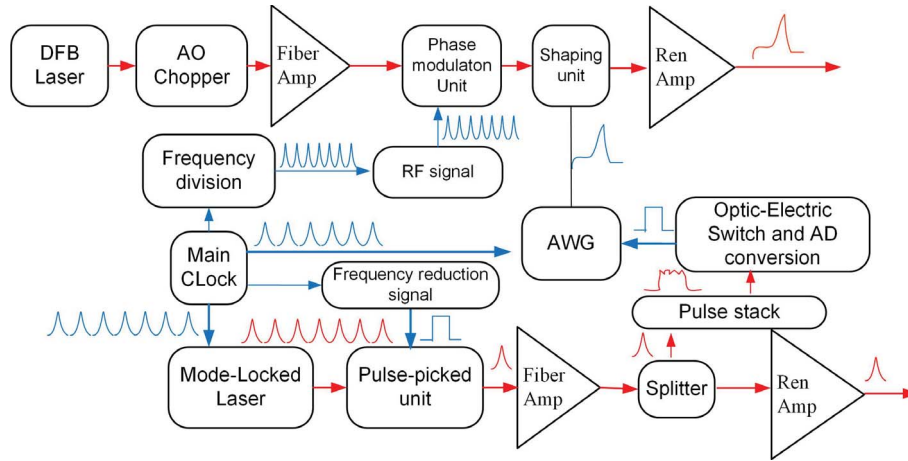 DFB
Laser
AO
Chopper
Fiber
Amp
Phase
modulaton
Unit
Shaping
unit
Ren
Amp
Frequency
division
RF signal
Main
CLock
Frequency reduction
signal
AWG
Optic-Electric
Switch and AD
conversion
Pulse stack
Mode-Locked
Laser
Pulse-picked
unit
Fiber
Amp
Splitter
Ren
Amp